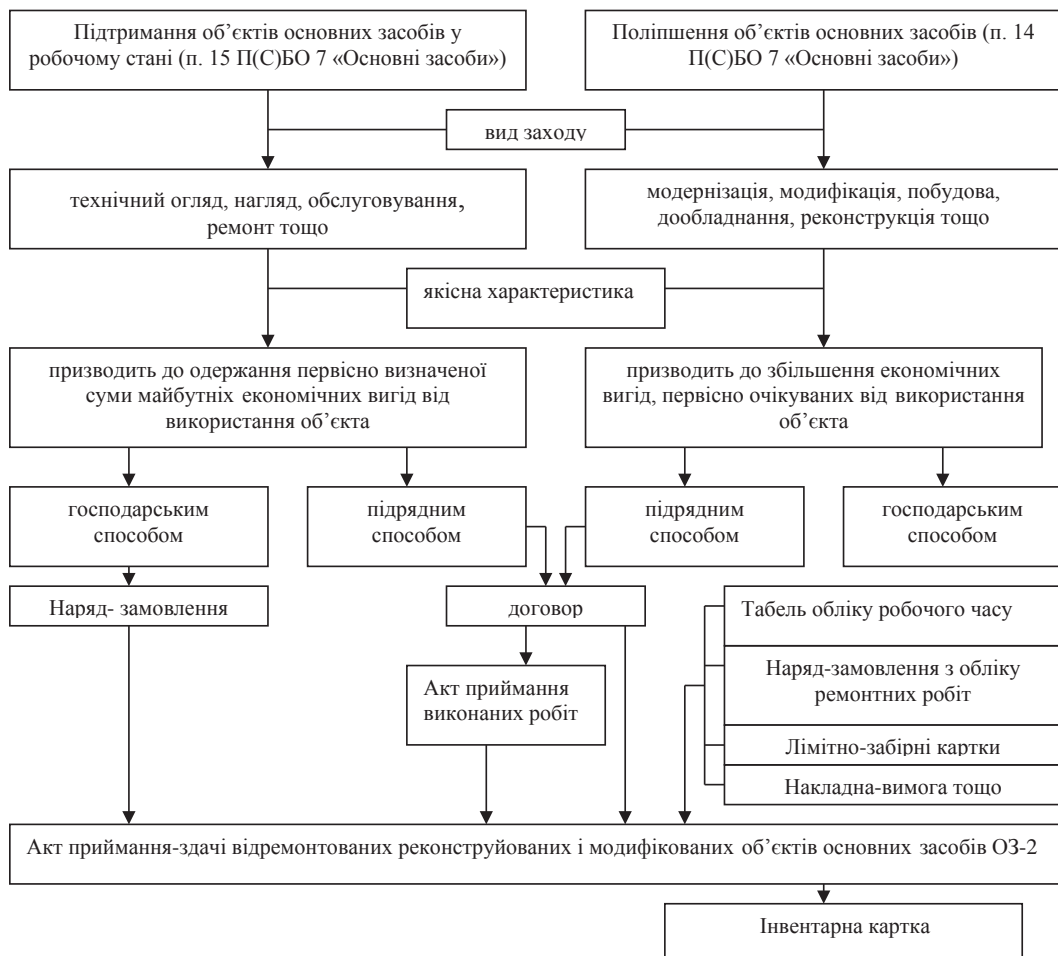 Підтримання об’єктів основних засобів у
робочому стані (п. 15 П(С)БО 7 «Основні засоби»)
Поліпшення об’єктів основних засобів (п. 14
П(С)БО 7 «Основні засоби»)
вид заходу
технічний огляд, нагляд, обслуговування,
ремонт тощо
модернізація, модифікація, побудова,
дообладнання, реконструкція тощо
якісна характеристика
призводить до одержання первісно визначеної
суми майбутніх економічних вигід від
використання об’єкта
призводить до збільшення економічних
вигід, первісно очікуваних від використання
об’єкта
господарським
способом
підрядним
способом
підрядним
способом
господарським
способом
Наряд- замовлення
договор
Табель обліку робочого часу
Наряд-замовлення з обліку
ремонтних робіт
Лімітно-забірні картки
Накладна-вимога тощо
Акт приймання
виконаних робіт
Акт приймання-здачі відремонтованих реконструйованих і модифікованих об’єктів основних засобів ОЗ-2
Інвентарна картка